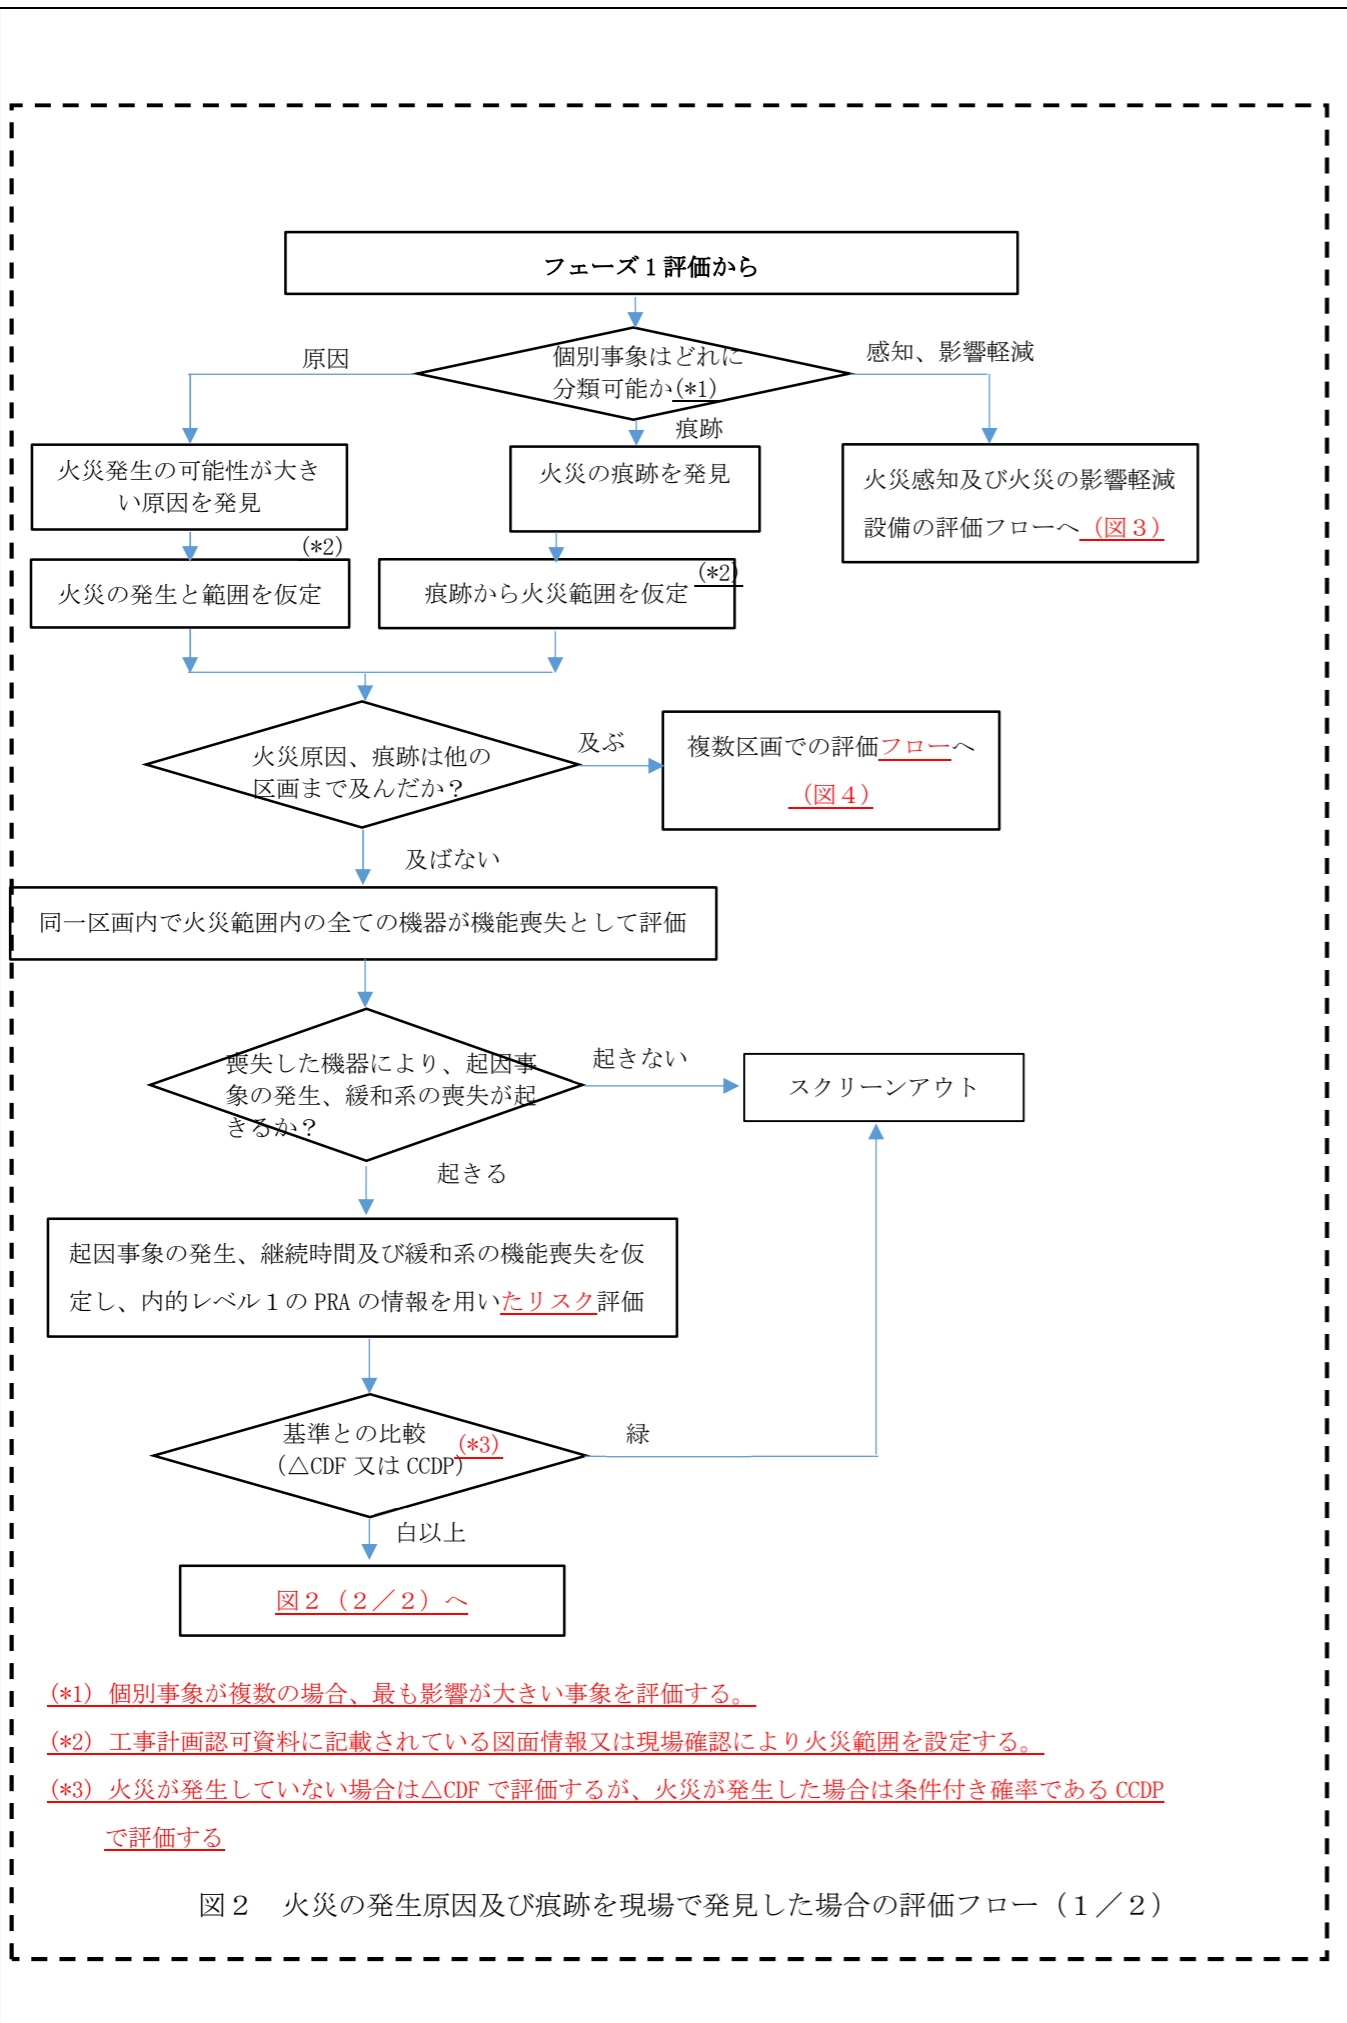 フェーズ1評価から
個別事象はどれに
分類可能か(*1)
原因
感知、影響軽減
痕跡
火災発生の可能性が大き
い原因を発見
火災の痕跡を発見
火災感知及び火災の影響軽減
設備の評価フローへ（図３）
(*2)
火災の発生と範囲を仮定
(*2)
痕跡から火災範囲を仮定
火災原因、痕跡は他の
区画まで及んだか？
及ぶ
複数区画での評価フローへ
（図４）
及ばない
同一区画内で火災範囲内の全ての機器が機能喪失として評価
喪失した機器により、起因事
象の発生、緩和系の喪失が起
きるか？
起きない
スクリーンアウト
起きる
起因事象の発生、継続時間及び緩和系の機能喪失を仮
定し、内的レベル１の PRA の情報を用いたリスク評価
基準との比較
（△CDF 又は CCDP）
(*3)
緑
白以上
図２（２／２）へ
(*1) 個別事象が複数の場合、最も影響が大きい事象を評価する。
(*2) 工事計画認可資料に記載されている図面情報又は現場確認により火災範囲を設定する。
(*3) 火災が発生していない場合は△CDF で評価するが、火災が発生した場合は条件付き確率である CCDP
で評価する
図２　火災の発生原因及び痕跡を現場で発見した場合の評価フロー（１／２）